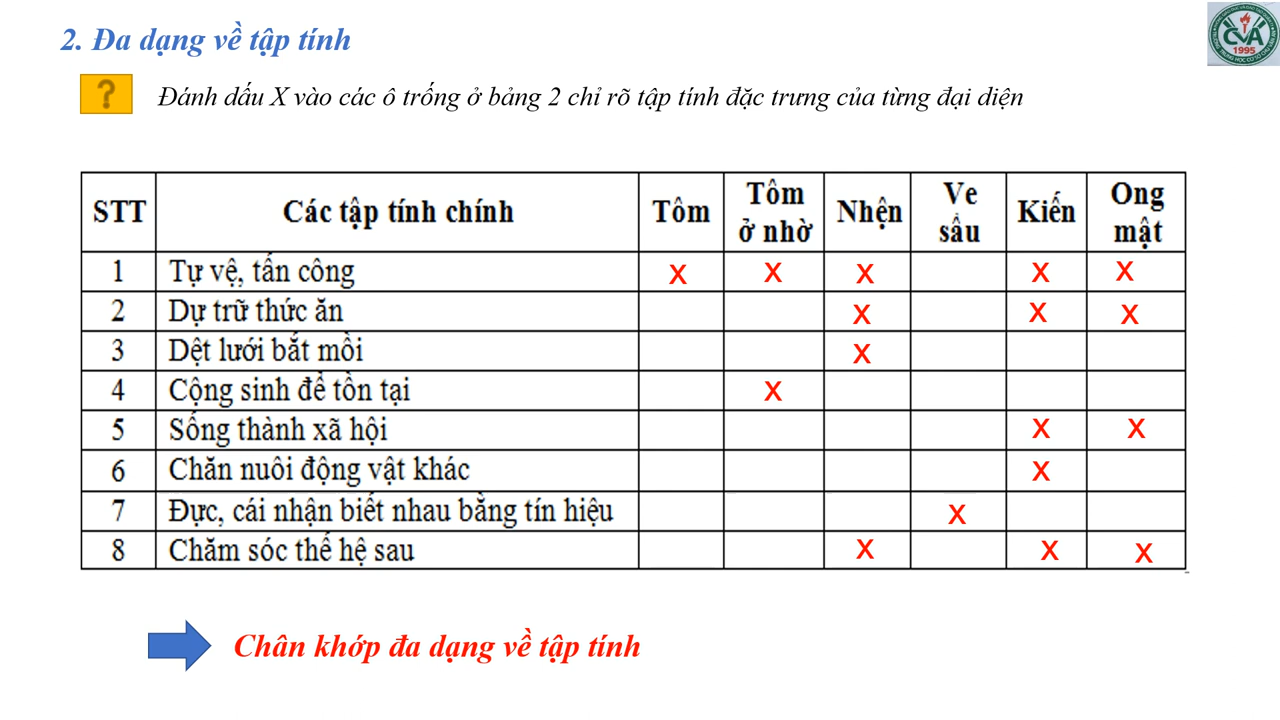 2. Đa dạng về tập tính
CVA
1995
?
Đánh dấu X vào các ô trống ở bảng 2 chỉ rõ tập tính đặc trưng của từng đại diện
STT Các tập tính chính Tôm Tôm ở nhờ Nhện Ve sầu Kiến Ong mật
1 Tự vệ, tấn công X X X X X
2 Dự trữ thức ăn X X X
3 Dệt lưới bắt mồi X
4 Cộng sinh để tồn tại X
5 Sống thành xã hội X X
6 Chăn nuôi động vật khác X
7 Đực, cái nhận biết nhau bằng tín hiệu X
8 Chăm sóc thế hệ sau X X X
Chân khớp đa dạng về tập tính